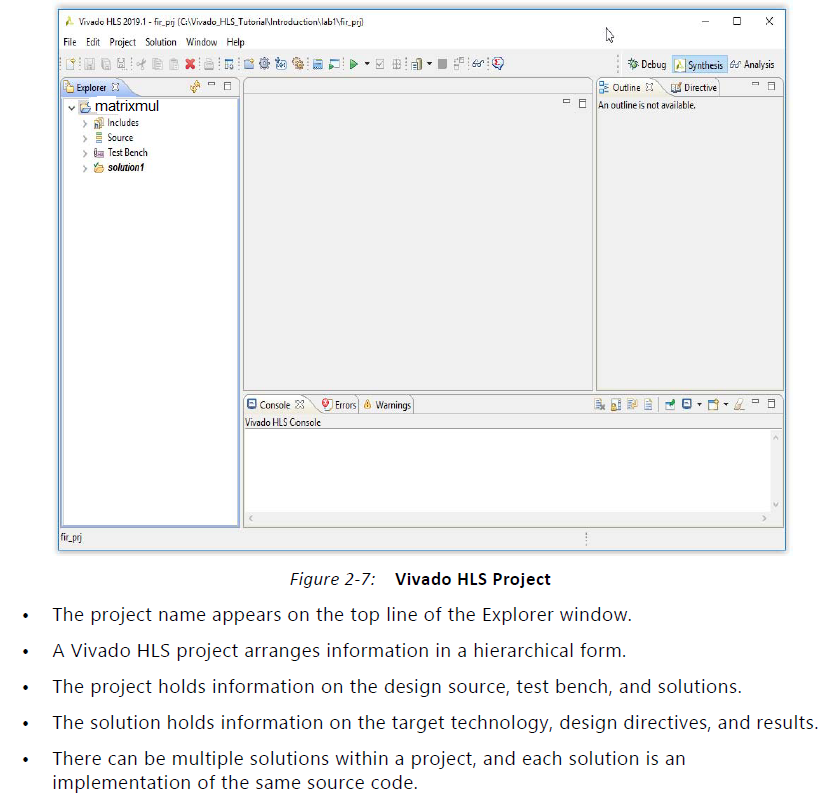 Vivado HLS 2019.1 - fir_prj (C:\Vivado_HLS_Tutorial\Introduction\lab1\fir_prj)
File Edit Project Solution Window Help
Debug Synthesis Analysis
Explorer
matrixmul
Includes
Source
Test Bench
solution1
Outline Directive
An outline is not available.
Console Errors Warnings
Vivado HLS Console
fir_prj
Figure 2-7: Vivado HLS Project
• The project name appears on the top line of the Explorer window.
• A Vivado HLS project arranges information in a hierarchical form.
• The project holds information on the design source, test bench, and solutions.
• The solution holds information on the target technology, design directives, and results.
• There can be multiple solutions within a project, and each solution is an
implementation of the same source code.